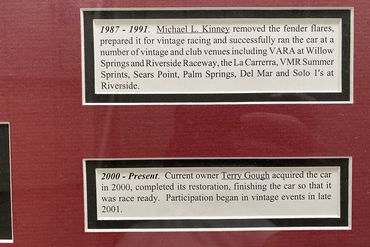 1987 - 1991. Michael L. Kinney removed the fender flares,
prepared it for vintage racing and successfully ran the car at a
number of vintage and club venues including VARA at Willow
Springs and Riverside Raceway, the La Carrerra, VMR Summer
Sprints, Sears Point, Palm Springs, Del Mar and Solo 1's at
Riverside.
2000 - Present. Current owner Terry Gough acquired the car
in 2000, completed its restoration, finishing the car so that it
was race ready. Participation began in vintage events in late
2001.